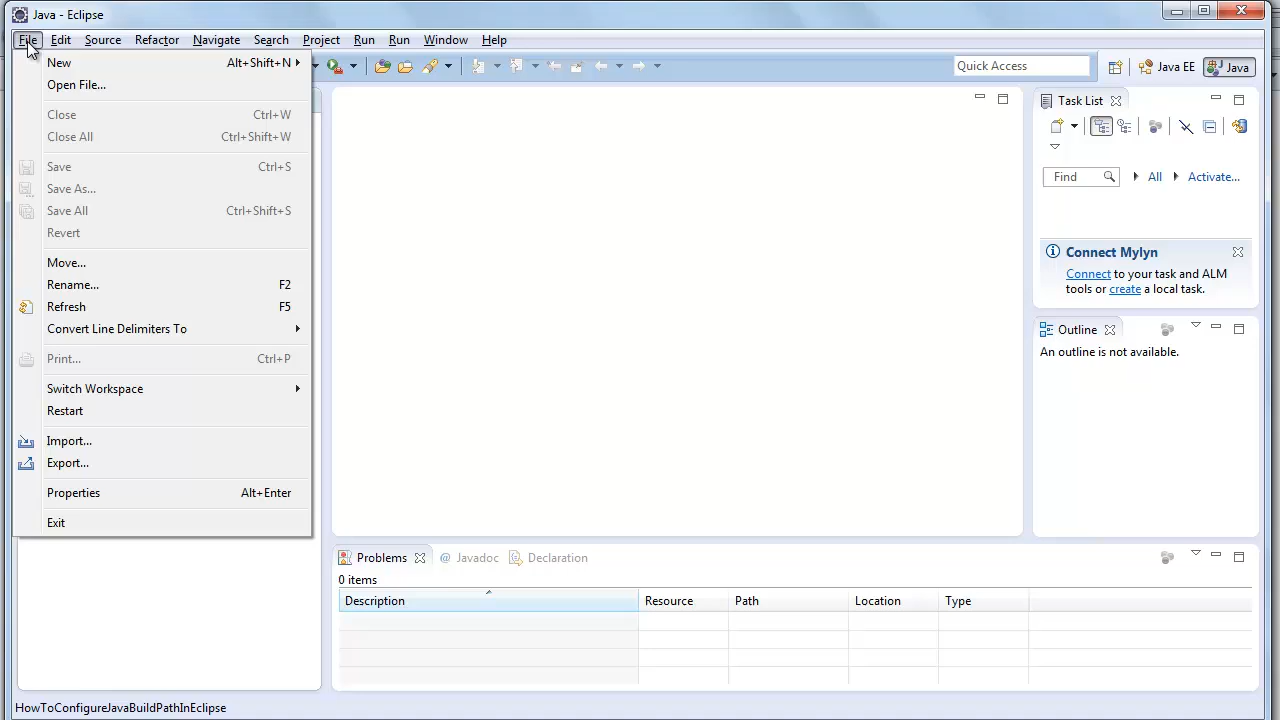 Java - Eclipse
File Edit Source Refactor Navigate Search Project Run Run Window Help
New Alt+Shift+N
Open File...
Close Ctrl+W
Close All Ctrl+Shift+W
Save Ctrl+S
Save As...
Save All Ctrl+Shift+S
Revert
Move...
Rename... F2
Refresh F5
Convert Line Delimiters To
Print... Ctrl+P
Switch Workspace
Restart
Import...
Export...
Properties Alt+Enter
Exit
Quick Access
Java EE
Java
Task List
Find
All
Activate...
Connect Mylyn
Connect to your task and ALM
tools or create a local task.
Outline
An outline is not available.
Problems @ Javadoc Declaration
0 items
Description Resource Path Location Type
HowToConfigureJavaBuildPathInEclipse